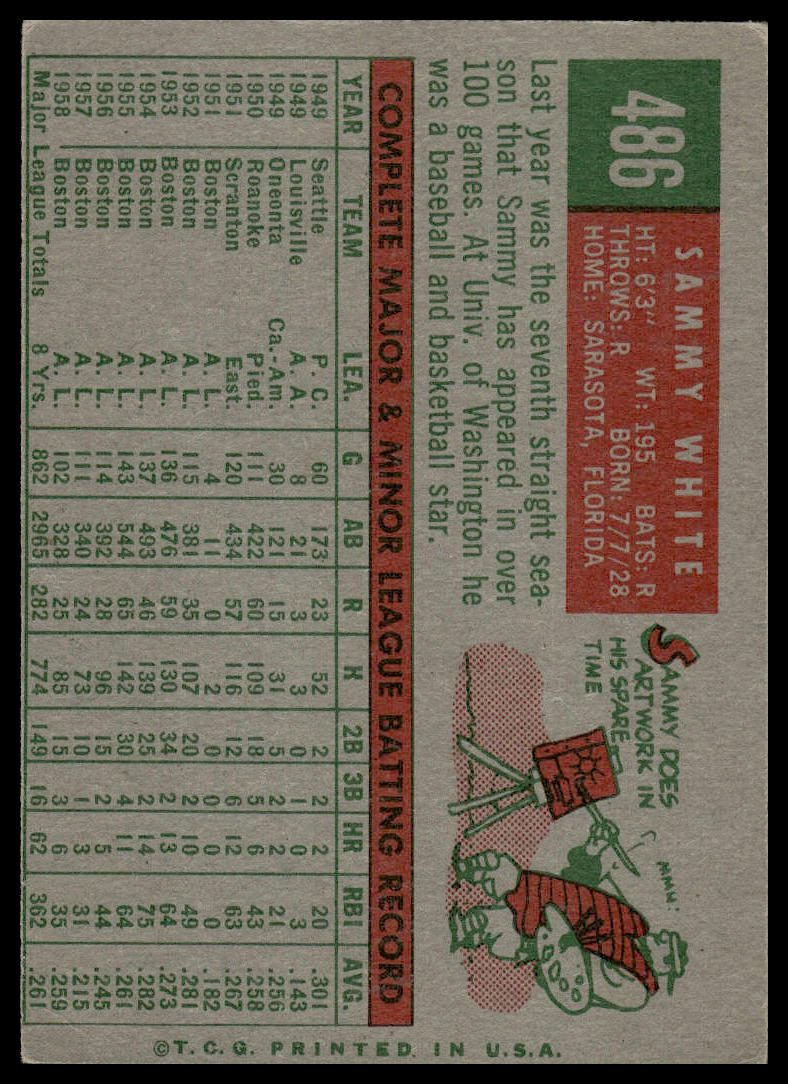 486
SAMMY WHITE
HT: 6'3" WT: 195 BATS: R
THROWS: R BORN: 7/7/28
HOME: SARASOTA, FLORIDA
Last year was the seventh straight sea-
son that Sammy has appeared in over
100 games. At Univ. of Washington he
was a baseball and basketball star.
SAMMY DOES
ARTWORK IN
HIS SPARE
TIME
MMM!
COMPLETE MAJOR & MINOR LEAGUE BATTING RECORD
YEAR TEAM LEA. G AB R H 2B 3B HR RBI AVG.
1949 Seattle P. C. 60 173 23 52 2 2 2 20 .301
1949 Louisville A. A. 8 21 3 3 0 1 0 3 .143
1949 Oneonta Ca.-Am. 30 121 15 31 5 2 2 21 .256
1950 Roanoke Pied. 111 422 60 109 18 5 6 43 .258
1951 Scranton East. 120 434 57 116 12 6 12 63 .267
1951 Boston A. L. 4 11 0 2 0 0 0 0 .182
1952 Boston A. L. 115 381 35 107 20 2 10 49 .281
1953 Boston A. L. 136 476 59 130 34 2 13 64 .273
1954 Boston A. L. 137 493 46 139 25 2 14 75 .282
1955 Boston A. L. 143 544 65 142 30 4 11 64 .261
1956 Boston A. L. 114 392 28 96 15 2 5 44 .245
1957 Boston A. L. 111 340 24 73 10 1 3 31 .215
1958 Boston A. L. 102 328 25 85 15 3 6 35 .259
Major League Totals 8 Yrs. 862 2965 282 774 149 16 62 362 .261
©T.C.G. PRINTED IN U.S.A.